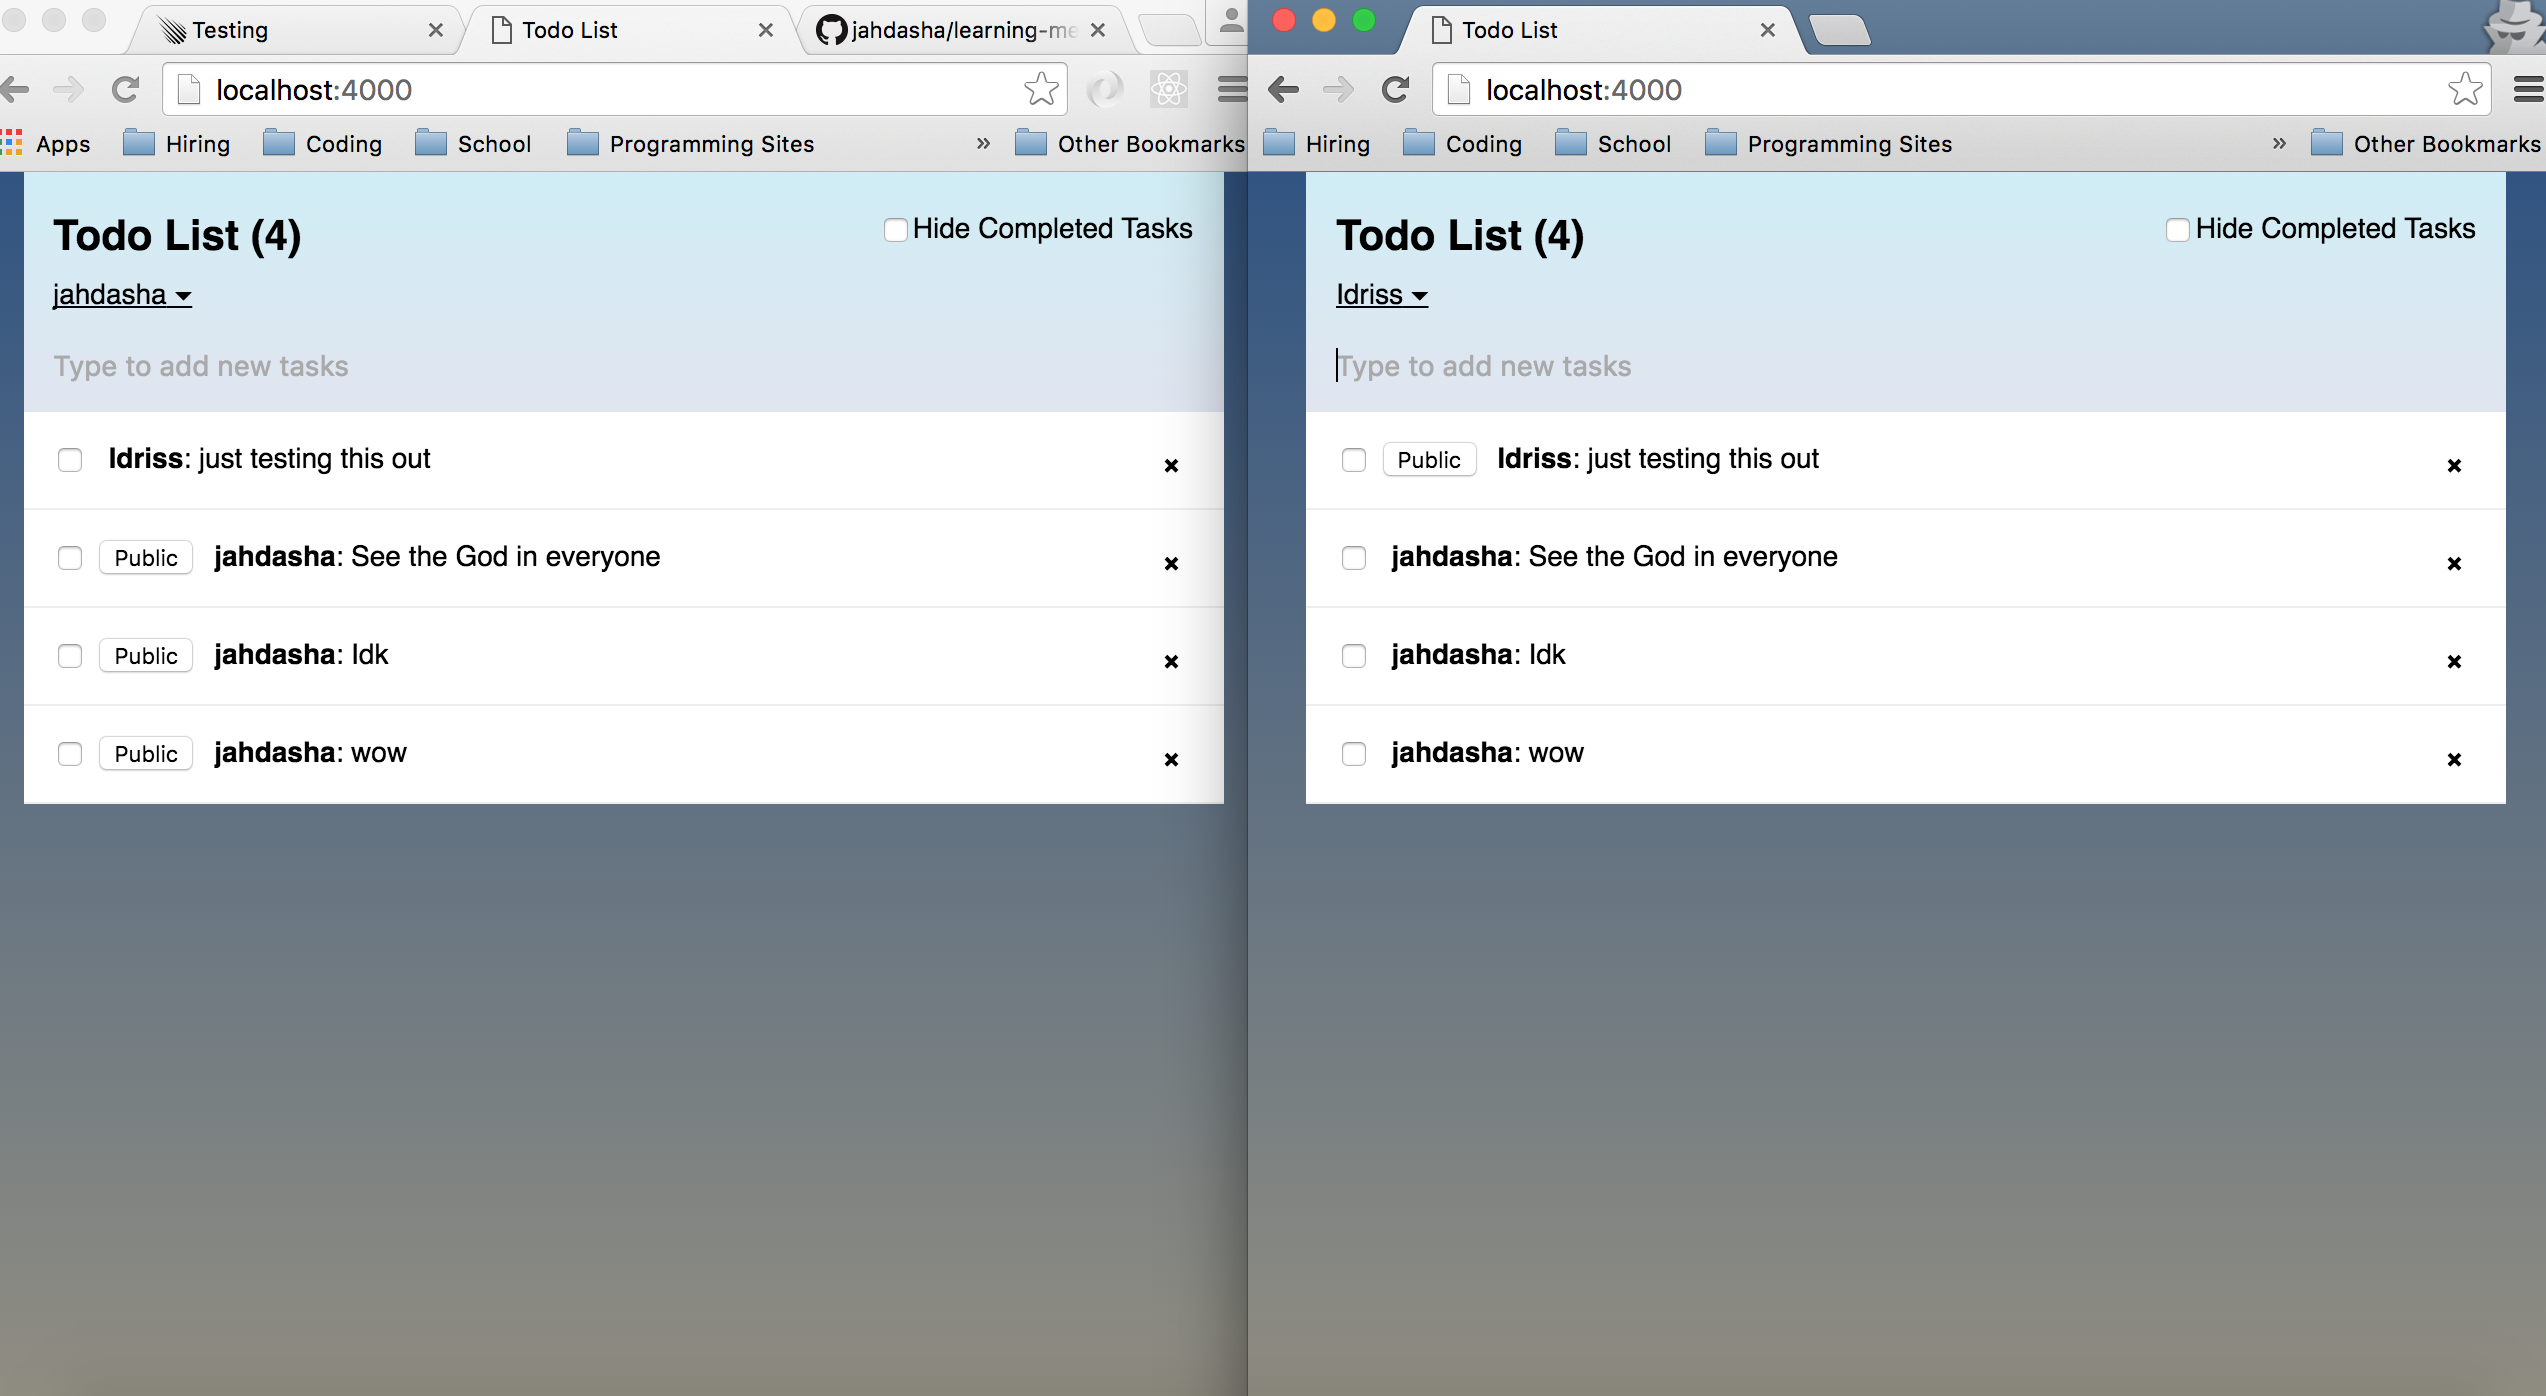 Testing
Todo List
jahdasha/learning-me
localhost:4000
Apps
Hiring
Coding
School
Programming Sites
»
Other Bookmarks
Todo List (4)
Hide Completed Tasks
jahdasha
Type to add new tasks
Idriss: just testing this out
Public jahdasha: See the God in everyone
Public jahdasha: Idk
Public jahdasha: wow
Todo List
localhost:4000
Hiring
Coding
School
Programming Sites
»
Other Bookmarks
Todo List (4)
Hide Completed Tasks
Idriss
Type to add new tasks
Public Idriss: just testing this out
jahdasha: See the God in everyone
jahdasha: Idk
jahdasha: wow